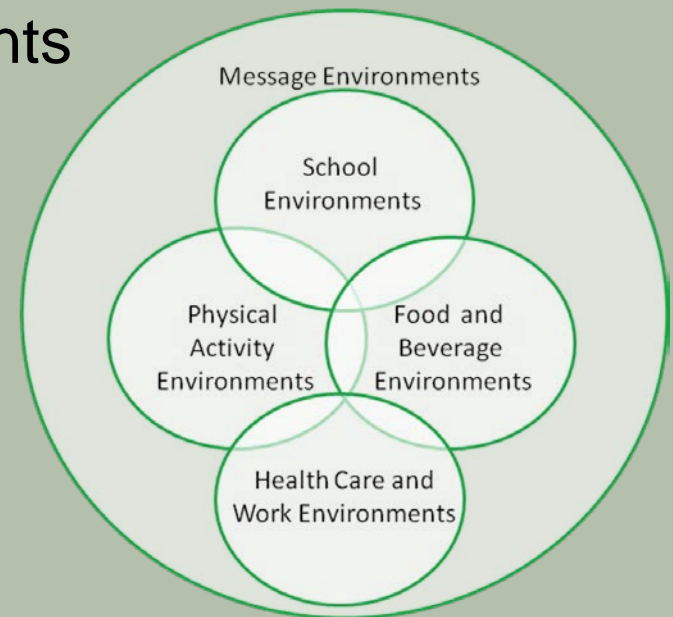 nts
Message Environments
School
Environments
Physical
Activity
Environments
Food and
Beverage
Environments
Health Care and
Work Environments